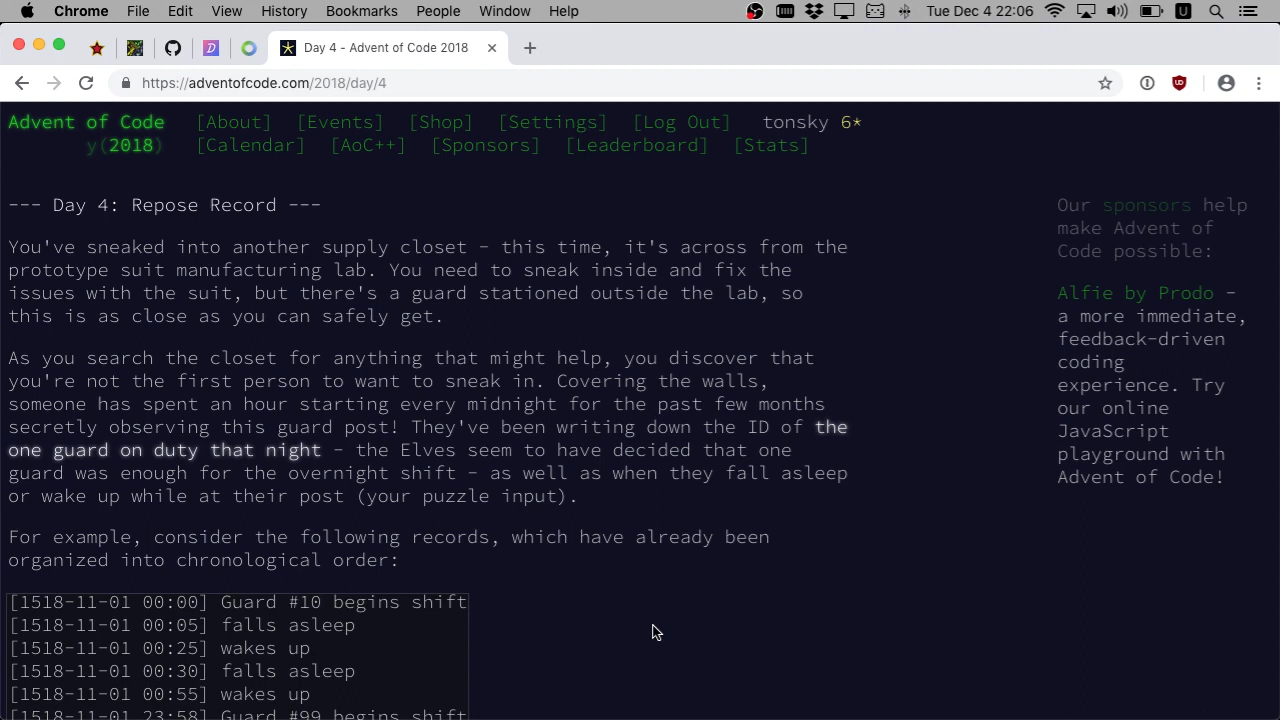 Chrome File Edit View History Bookmarks People Window Help Tue Dec 4 22:06 U
Day 4 - Advent of Code 2018
https://adventofcode.com/2018/day/4
Advent of Code [About] [Events] [Shop] [Settings] [Log Out] tonsky 6*
y(2018) [Calendar] [AoC++] [Sponsors] [Leaderboard] [Stats]
--- Day 4: Repose Record ---
You've sneaked into another supply closet - this time, it's across from the
prototype suit manufacturing lab. You need to sneak inside and fix the
issues with the suit, but there's a guard stationed outside the lab, so
this is as close as you can safely get.
As you search the closet for anything that might help, you discover that
you're not the first person to want to sneak in. Covering the walls,
someone has spent an hour starting every midnight for the past few months
secretly observing this guard post! They've been writing down the ID of the
one guard on duty that night - the Elves seem to have decided that one
guard was enough for the overnight shift - as well as when they fall asleep
or wake up while at their post (your puzzle input).
For example, consider the following records, which have already been
organized into chronological order:
[1518-11-01 00:00] Guard #10 begins shift
[1518-11-01 00:05] falls asleep
[1518-11-01 00:25] wakes up
[1518-11-01 00:30] falls asleep
[1518-11-01 00:55] wakes up
[1518-11-01 23:58] Guard #99 begins shift
Our sponsors help
make Advent of
Code possible:
Alfie by Prodo -
a more immediate,
feedback-driven
coding
experience. Try
our online
JavaScript
playground with
Advent of Code!